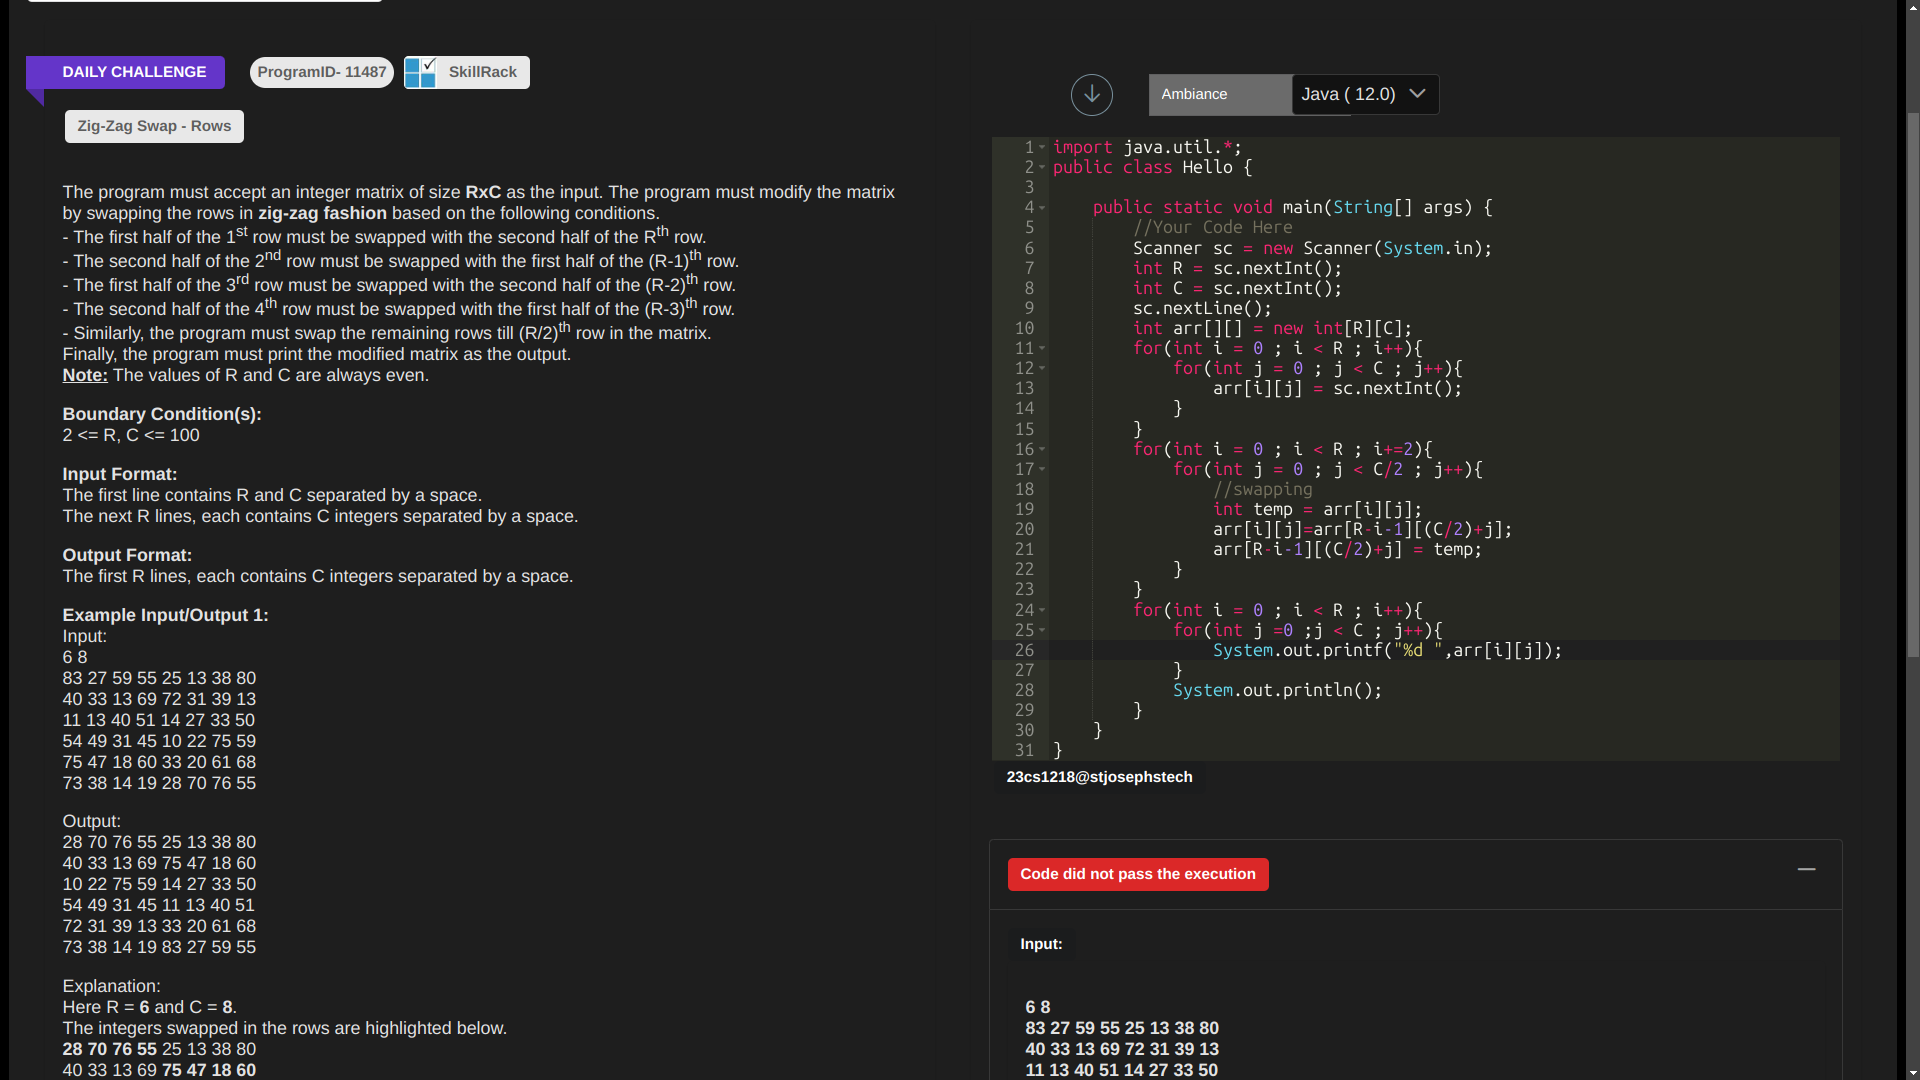 DAILY CHALLENGE
ProgramID- 11487
SkillRack
Zig-Zag Swap - Rows
The program must accept an integer matrix of size RxC as the input. The program must modify the matrix
by swapping the rows in zig-zag fashion based on the following conditions.
- The first half of the 1st row must be swapped with the second half of the Rth row.
- The second half of the 2nd row must be swapped with the first half of the (R-1)th row.
- The first half of the 3rd row must be swapped with the second half of the (R-2)th row.
- The second half of the 4th row must be swapped with the first half of the (R-3)th row.
- Similarly, the program must swap the remaining rows till (R/2)th row in the matrix.
Finally, the program must print the modified matrix as the output.
Note: The values of R and C are always even.
Boundary Condition(s):
2 <= R, C <= 100
Input Format:
The first line contains R and C separated by a space.
The next R lines, each contains C integers separated by a space.
Output Format:
The first R lines, each contains C integers separated by a space.
Example Input/Output 1:
Input:
6 8
83 27 59 55 25 13 38 80
40 33 13 69 72 31 39 13
11 13 40 51 14 27 33 50
54 49 31 45 10 22 75 59
75 47 18 60 33 20 61 68
73 38 14 19 28 70 76 55
Output:
28 70 76 55 25 13 38 80
40 33 13 69 75 47 18 60
10 22 75 59 14 27 33 50
54 49 31 45 11 13 40 51
72 31 39 13 33 20 61 68
73 38 14 19 83 27 59 55
Explanation:
Here R = 6 and C = 8.
The integers swapped in the rows are highlighted below.
28 70 76 55 25 13 38 80
40 33 13 69 75 47 18 60
Ambiance
Java ( 12.0)
1 import java.util.*;
2 public class Hello {
3
4 public static void main(String[] args) {
5 //Your Code Here
6 Scanner sc = new Scanner(System.in);
7 int R = sc.nextInt();
8 int C = sc.nextInt();
9 sc.nextLine();
10 int arr[][] = new int[R][C];
11 for(int i = 0 ; i < R ; i++){
12 for(int j = 0 ; j < C ; j++){
13 arr[i][j] = sc.nextInt();
14 }
15 }
16 for(int i = 0 ; i < R ; i+=2){
17 for(int j = 0 ; j < C/2 ; j++){
18 //swapping
19 int temp = arr[i][j];
20 arr[i][j]=arr[R-i-1][(C/2)+j];
21 arr[R-i-1][(C/2)+j] = temp;
22 }
23 }
24 for(int i = 0 ; i < R ; i++){
25 for(int j =0 ;j < C ; j++){
26 System.out.printf("%d ",arr[i][j]);
27 }
28 System.out.println();
29 }
30 }
31 }
23cs1218@stjosephstech
Code did not pass the execution
Input:
6 8
83 27 59 55 25 13 38 80
40 33 13 69 72 31 39 13
11 13 40 51 14 27 33 50